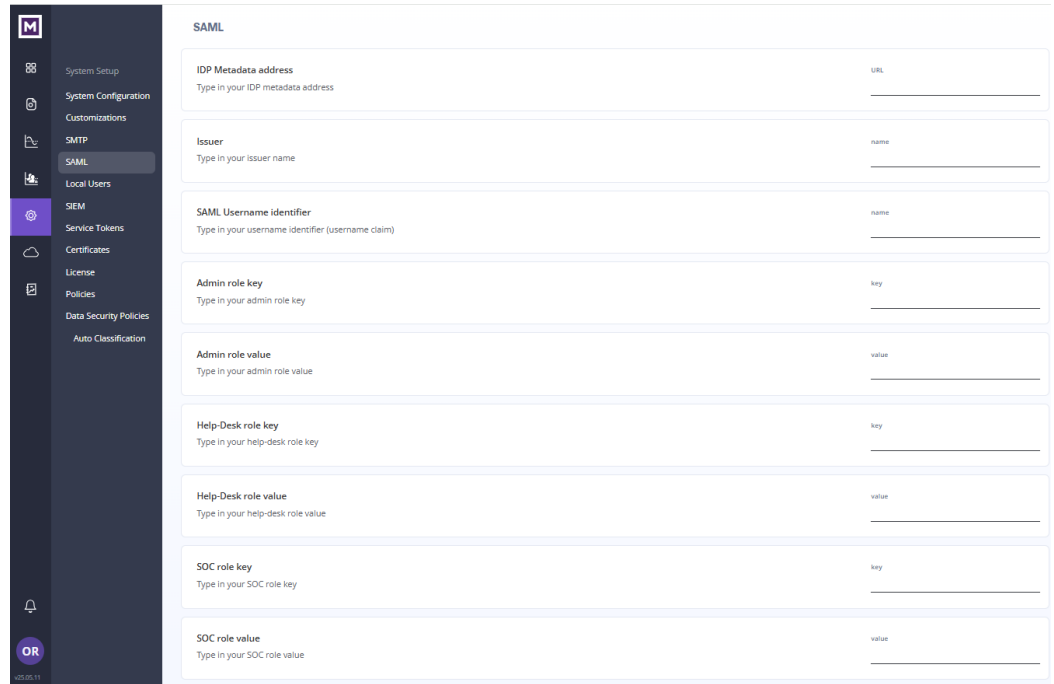 M
System Setup
System Configuration
Customizations
SMTP
SAML
Local Users
SIEM
Service Tokens
Certificates
License
Policies
Data Security Policies
Auto Classification
OR
v25.05.11
SAML
IDP Metadata address
Type in your IDP metadata address
URL
Issuer
Type in your issuer name
name
SAML Username identifier
Type in your username identifier (username claim)
name
Admin role key
Type in your admin role key
key
Admin role value
Type in your admin role value
value
Help-Desk role key
Type in your help-desk role key
key
Help-Desk role value
Type in your help-desk role value
value
SOC role key
Type in your SOC role key
key
SOC role value
Type in your SOC role value
value